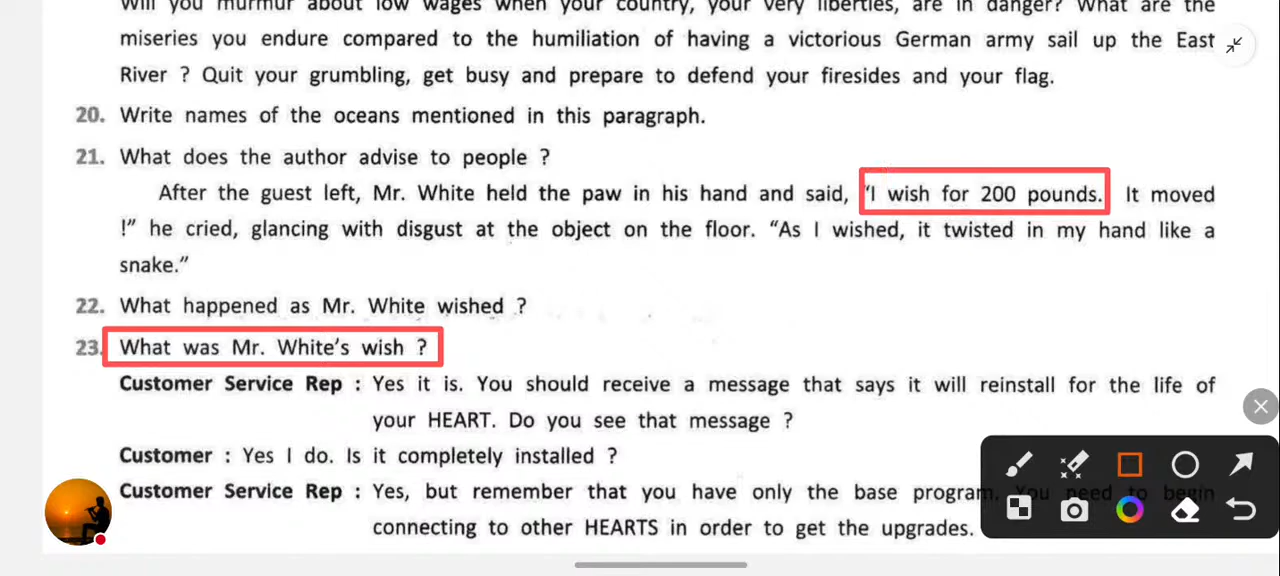 Will you murmur about low wages when your country, your very liberties, are in danger? What are the
miseries you endure compared to the humiliation of having a victorious German army sail up the East
River ? Quit your grumbling, get busy and prepare to defend your firesides and your flag.
20. Write names of the oceans mentioned in this paragraph.
21. What does the author advise to people ?
After the guest left, Mr. White held the paw in his hand and said, "I wish for 200 pounds. It moved
!" he cried, glancing with disgust at the object on the floor. "As I wished, it twisted in my hand like a
snake."
22. What happened as Mr. White wished ?
23. What was Mr. White's wish ?
Customer Service Rep : Yes it is. You should receive a message that says it will reinstall for the life of
your HEART. Do you see that message ?
Customer : Yes I do. Is it completely installed ?
Customer Service Rep : Yes, but remember that you have only the base program. You need to begin
connecting to other HEARTS in order to get the upgrades.